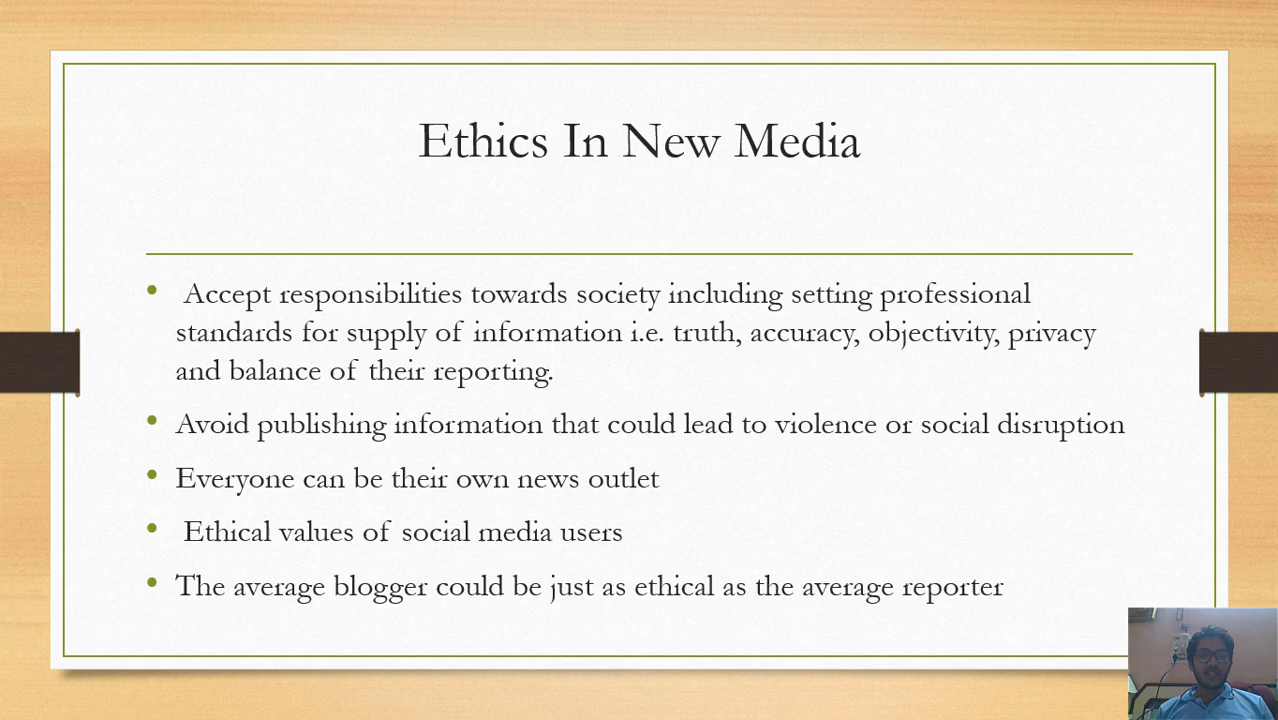 Ethics In New Media
• Accept responsibilities towards society including setting professional
standards for supply of information i.e. truth, accuracy, objectivity, privacy
and balance of their reporting.
• Avoid publishing information that could lead to violence or social disruption
• Everyone can be their own news outlet
• Ethical values of social media users
• The average blogger could be just as ethical as the average reporter